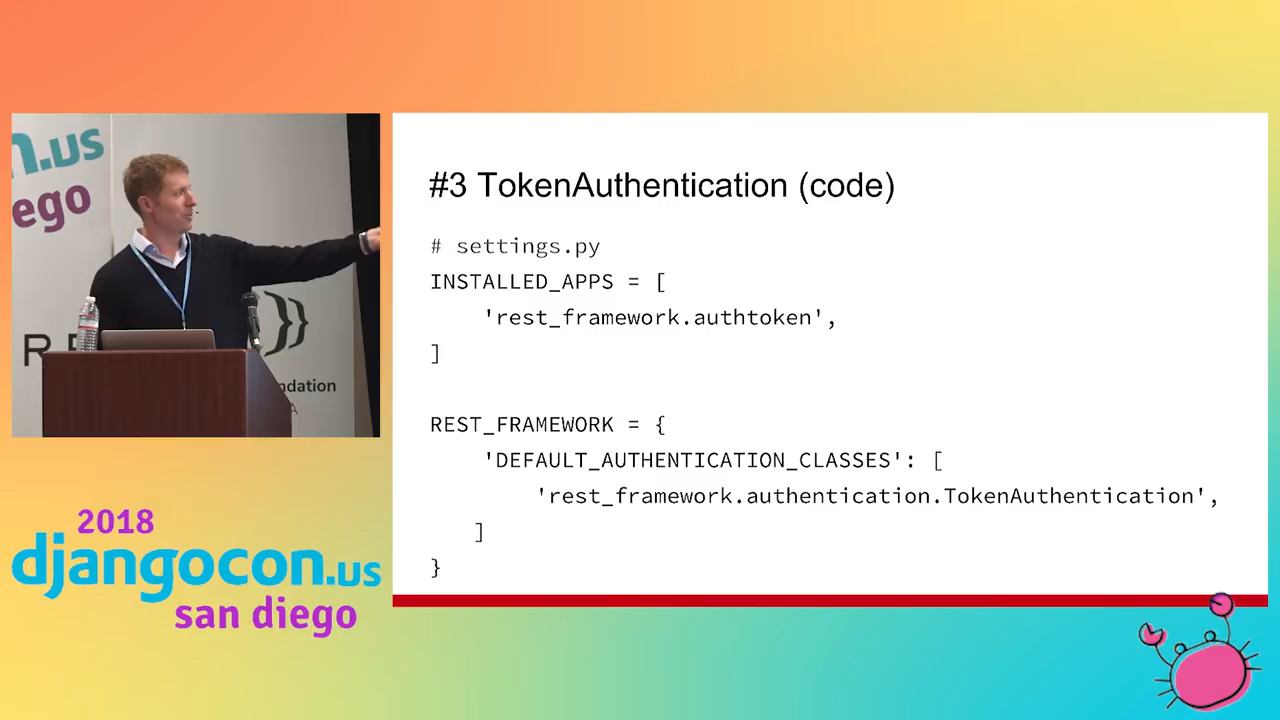 n.us
ego
R
ndation
A
#3 TokenAuthentication (code)
# settings.py
INSTALLED_APPS = [
    'rest_framework.authtoken',
]
REST_FRAMEWORK = {
    'DEFAULT_AUTHENTICATION_CLASSES': [
        'rest_framework.authentication.TokenAuthentication',
    ]
}
2018
djangocon.us
san diego